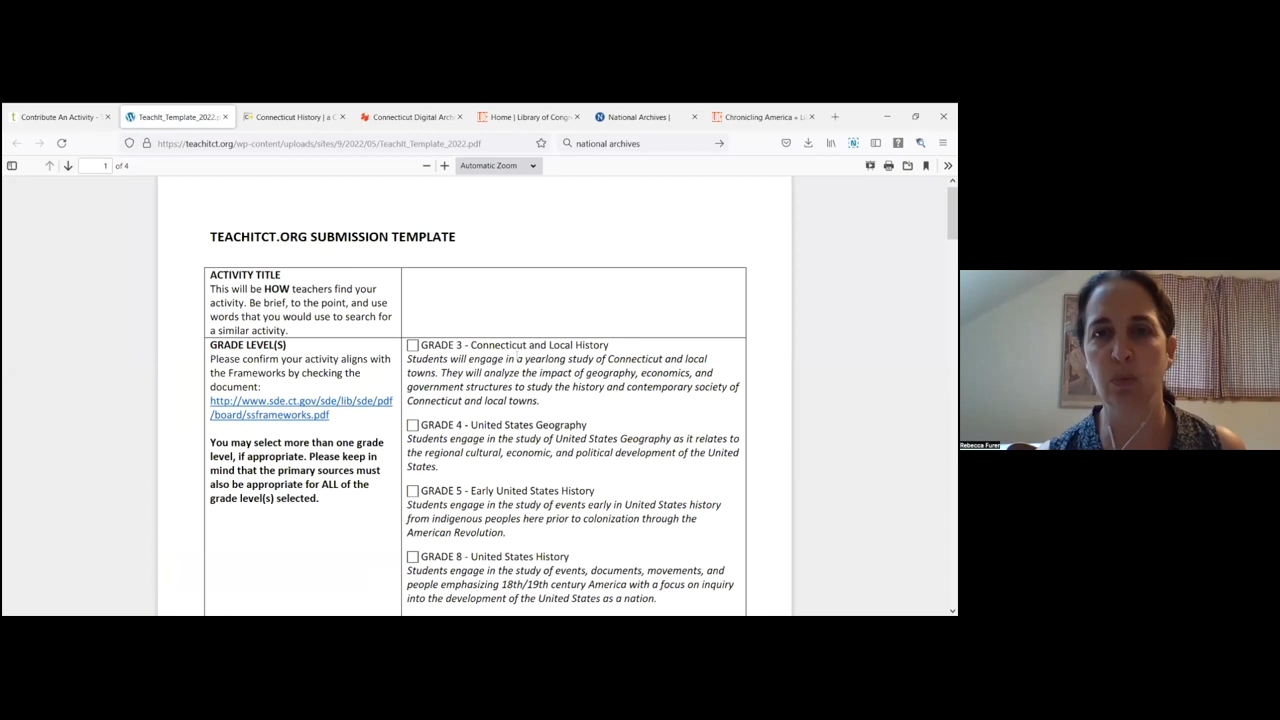 Contribute An Activity -
TeachIt_Template_2022.p
Connecticut History | a C
Connecticut Digital Arch
Home | Library of Cong
National Archives |
Chronicling America « Li
https://teachitct.org/wp-content/uploads/sites/9/2022/05/TeachIt_Template_2022.pdf
national archives
1 of 4
Automatic Zoom
TEACHITCT.ORG SUBMISSION TEMPLATE
ACTIVITY TITLE
This will be HOW teachers find your
activity. Be brief, to the point, and use
words that you would use to search for
a similar activity.
GRADE LEVEL(S)
Please confirm your activity aligns with
the Frameworks by checking the
document:
http://www.sde.ct.gov/sde/lib/sde/pdf
/board/ssframeworks.pdf
You may select more than one grade
level, if appropriate. Please keep in
mind that the primary sources must
also be appropriate for ALL of the
grade level(s) selected.
GRADE 3 - Connecticut and Local History
Students will engage in a yearlong study of Connecticut and local
towns. They will analyze the impact of geography, economics, and
government structures to study the history and contemporary society of
Connecticut and local towns.
GRADE 4 - United States Geography
Students engage in the study of United States Geography as it relates to
the regional cultural, economic, and political development of the United
States.
GRADE 5 - Early United States History
Students engage in the study of events early in United States history
from indigenous peoples here prior to colonization through the
American Revolution.
GRADE 8 - United States History
Students engage in the study of events, documents, movements, and
people emphasizing 18th/19th century America with a focus on inquiry
into the development of the United States as a nation.
Rebecca Furer